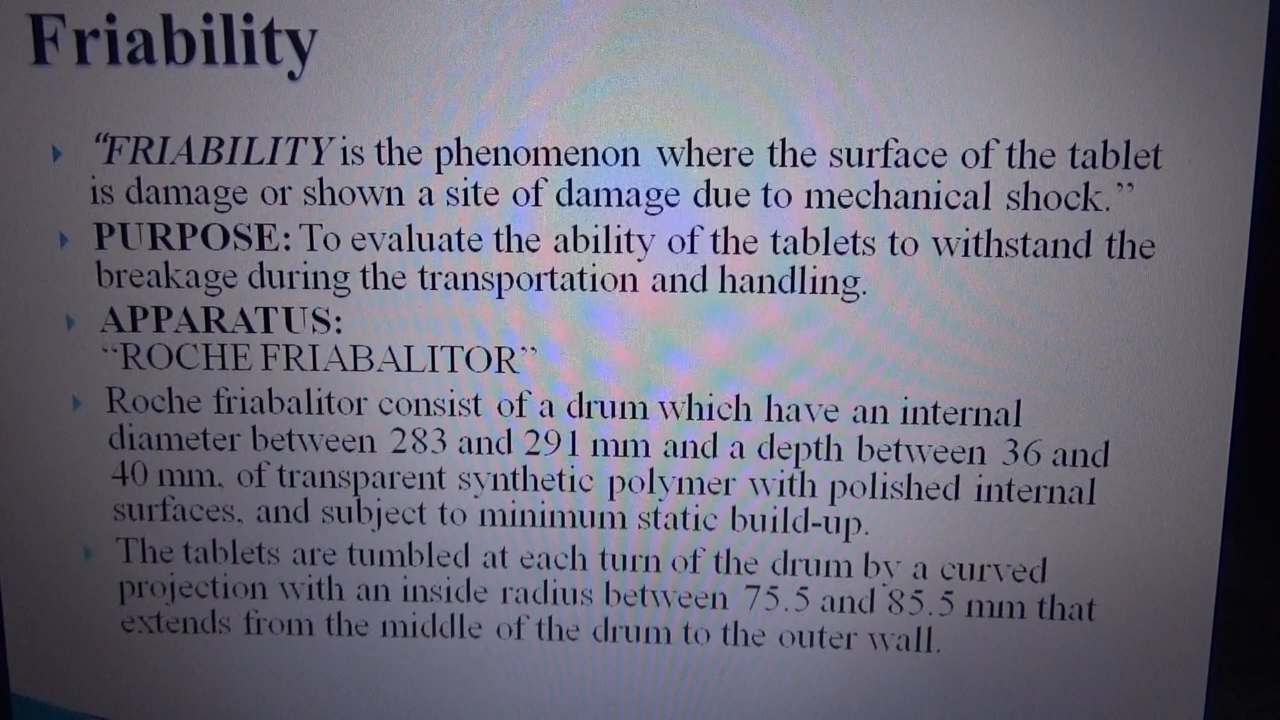 Friability
“FRIABILITY is the phenomenon where the surface of the tablet
is damage or shown a site of damage due to mechanical shock.”
PURPOSE: To evaluate the ability of the tablets to withstand the
breakage during the transportation and handling.
APPARATUS:
“ROCHE FRIABALITOR”
Roche friabalitor consist of a drum which have an internal
diameter between 283 and 291 mm and a depth between 36 and
40 mm, of transparent synthetic polymer with polished internal
surfaces, and subject to minimum static build-up.
The tablets are tumbled at each turn of the drum by a curved
projection with an inside radius between 75.5 and 85.5 mm that
extends from the middle of the drum to the outer wall.